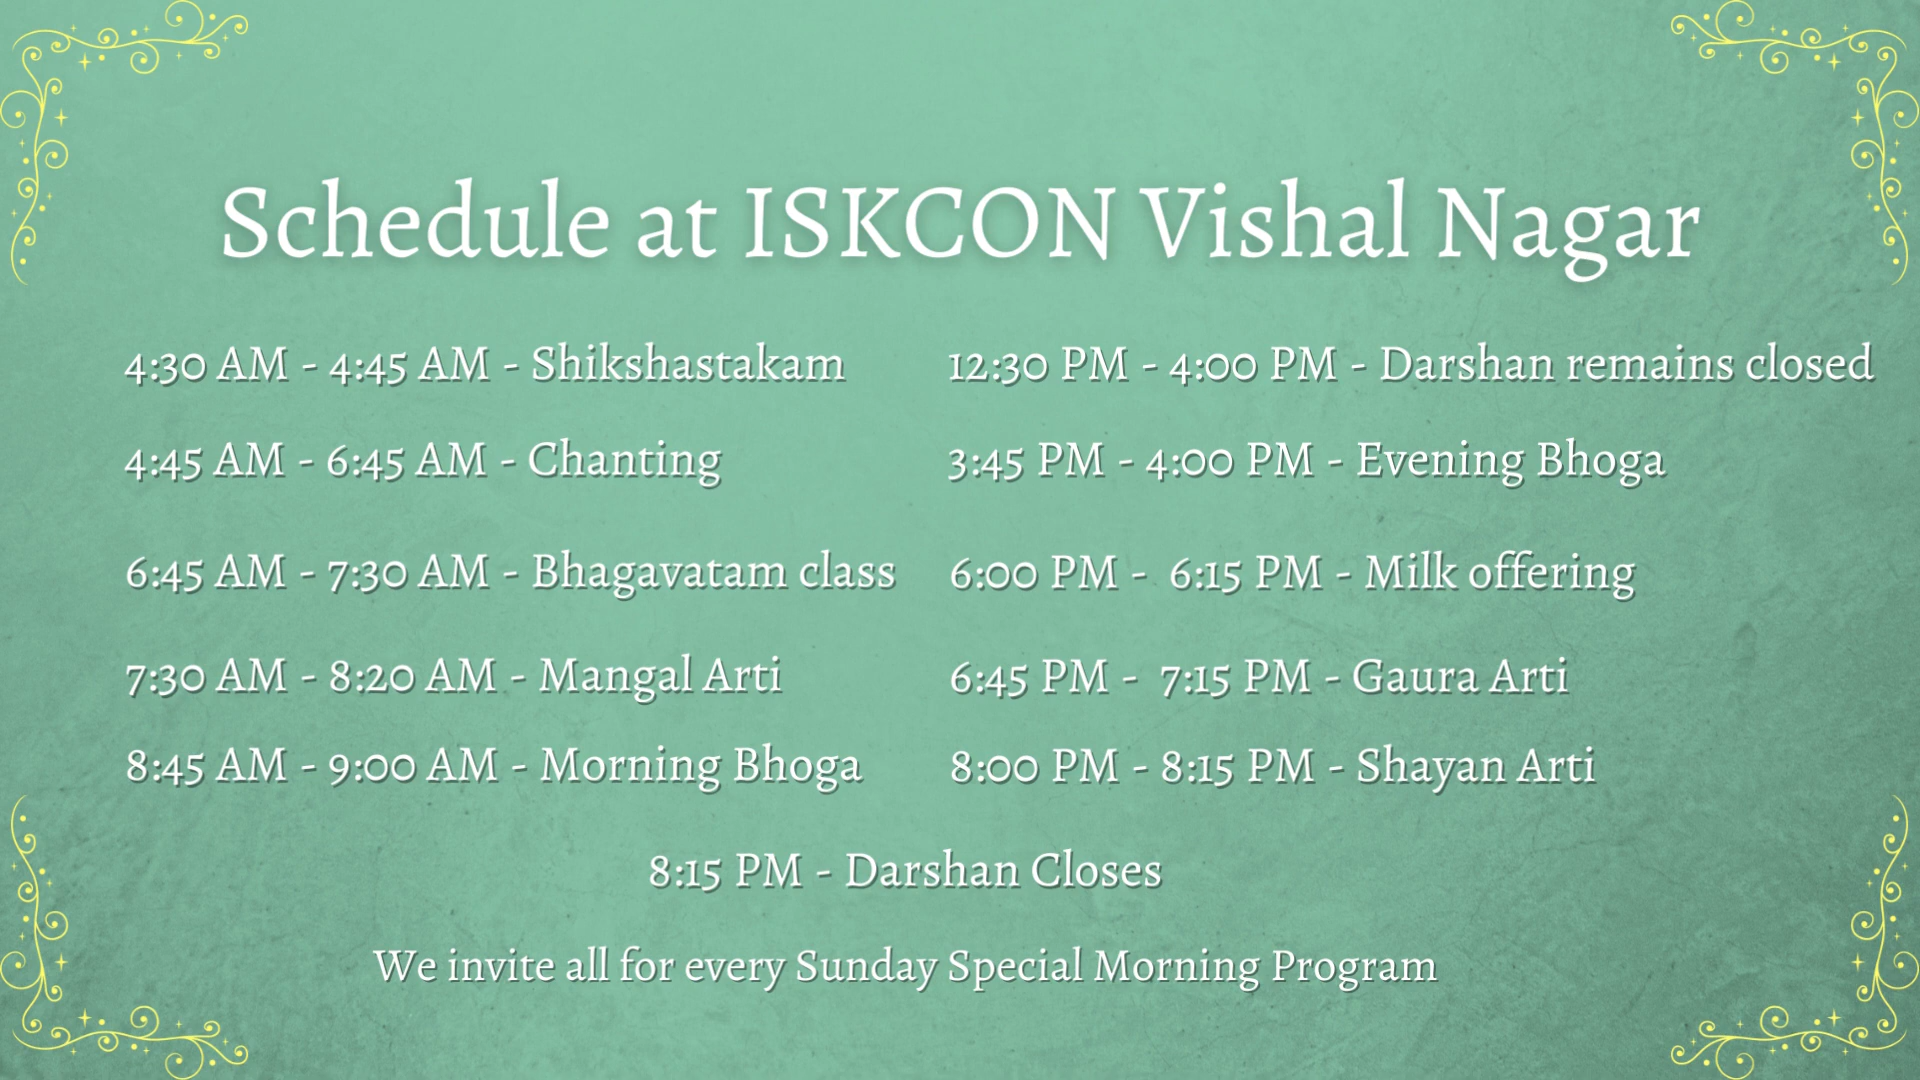 Schedule at ISKCON Vishal Nagar
4:30 AM - 4:45 AM - Shikshastakam
4:45 AM - 6:45 AM - Chanting
6:45 AM - 7:30 AM - Bhagavatam class
7:30 AM - 8:20 AM - Mangal Arti
8:45 AM - 9:00 AM - Morning Bhoga
12:30 PM - 4:00 PM - Darshan remains closed
3:45 PM - 4:00 PM - Evening Bhoga
6:00 PM - 6:15 PM - Milk offering
6:45 PM - 7:15 PM - Gaura Arti
8:00 PM - 8:15 PM - Shayan Arti
8:15 PM - Darshan Closes
We invite all for every Sunday Special Morning Program